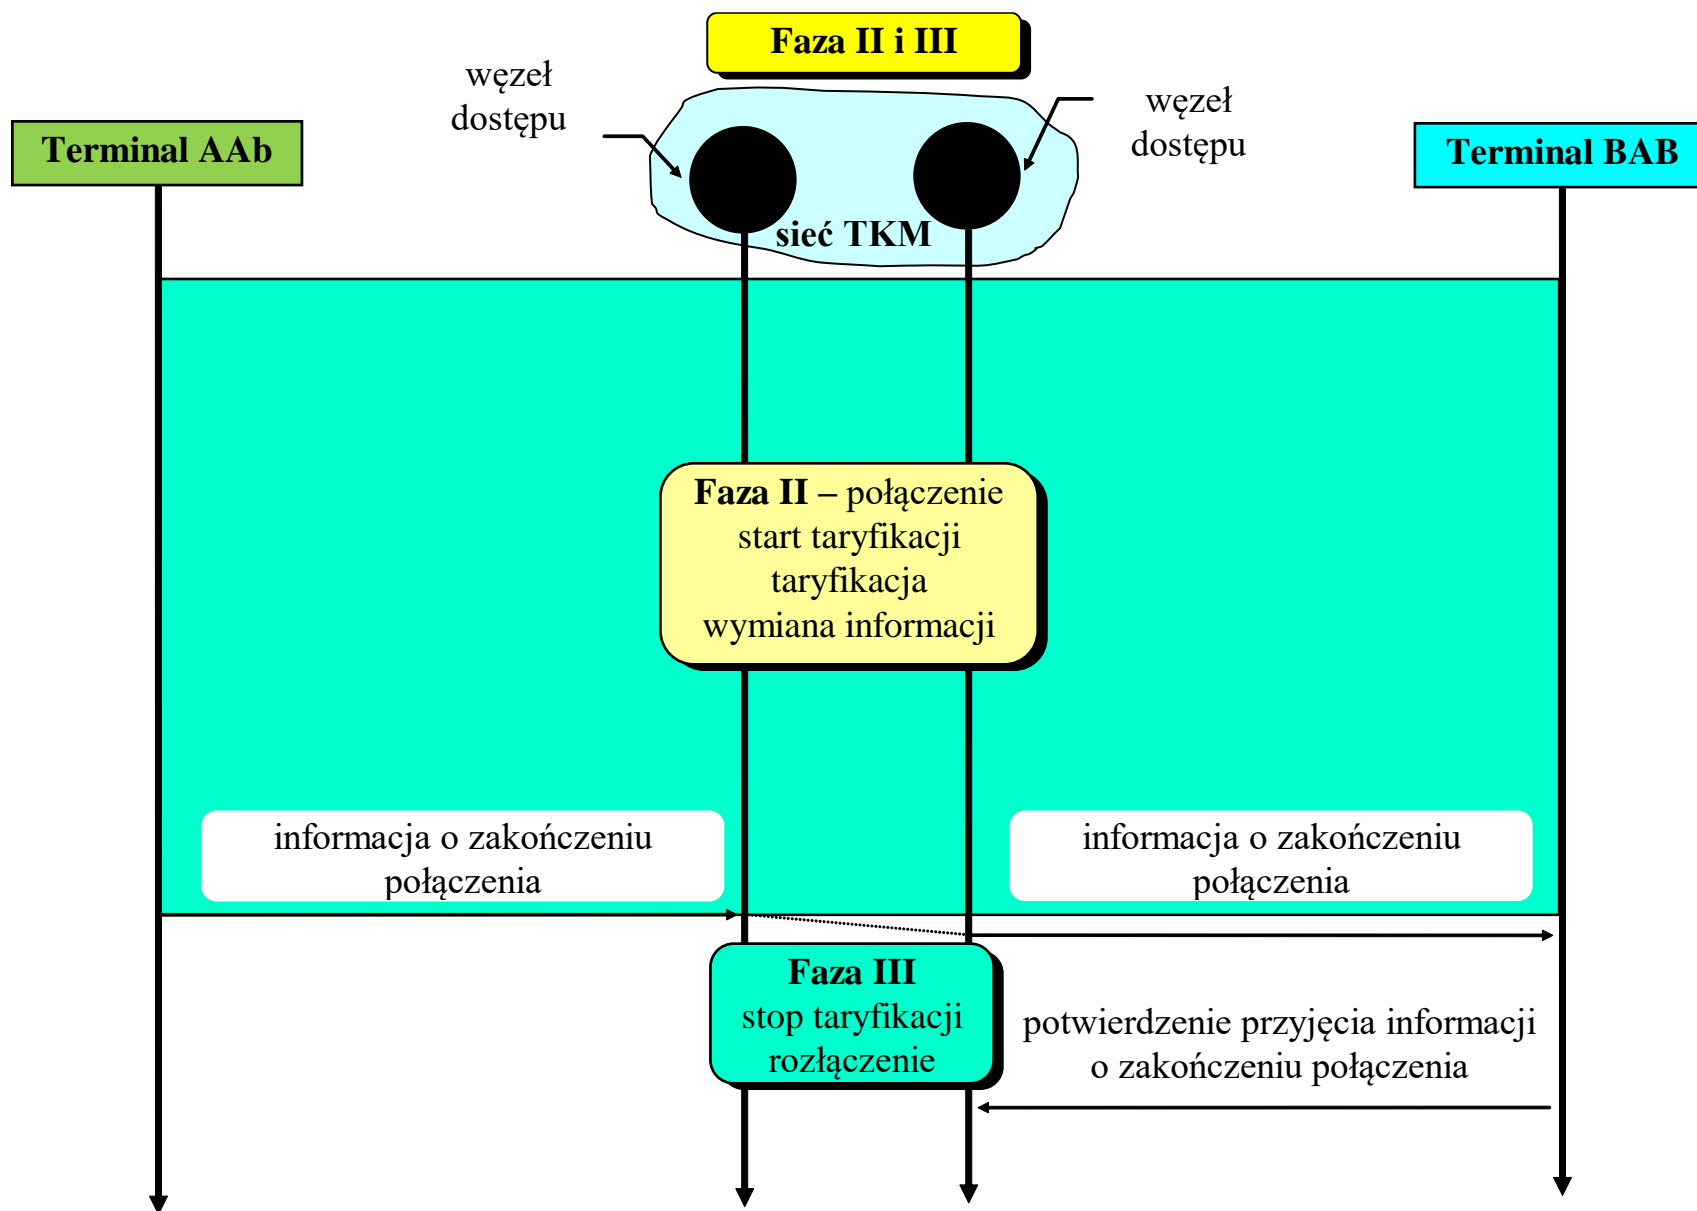 Faza II i III
węzeł
dostępu
węzeł
dostępu
Terminal AAb
Terminal BAB
sieć TKM
Faza II – połączenie
start taryfikacji
taryfikacja
wymiana informacji
informacja o zakończeniu
połączenia
informacja o zakończeniu
połączenia
Faza III
stop taryfikacji
rozłączenie
potwierdzenie przyjęcia informacji
o zakończeniu połączenia